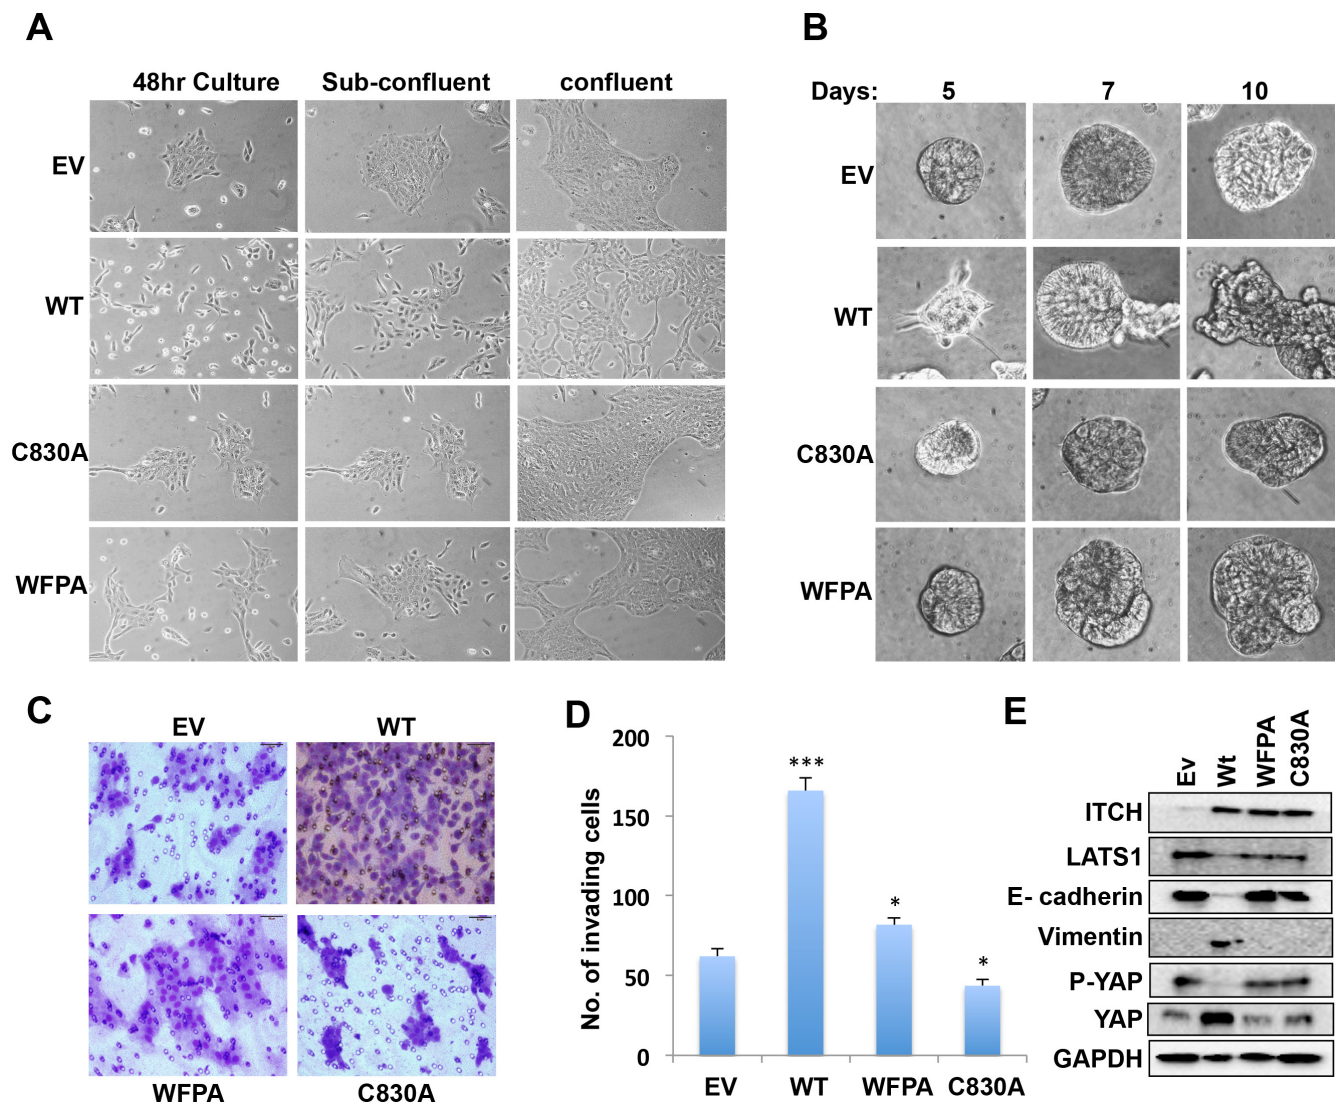 A
48hr Culture Sub-confluent confluent
EV
WT
C830A
WFPA
B
Days: 5 7 10
EV
WT
C830A
WFPA
C
EV WT
WFPA C830A
D
No. of invading cells
200
150
100
50
0
***
*
*
EV WT WFPA C830A
E
Ev Wt WFPA C830A
ITCH
LATS1
E- cadherin
Vimentin
P-YAP
YAP
GAPDH